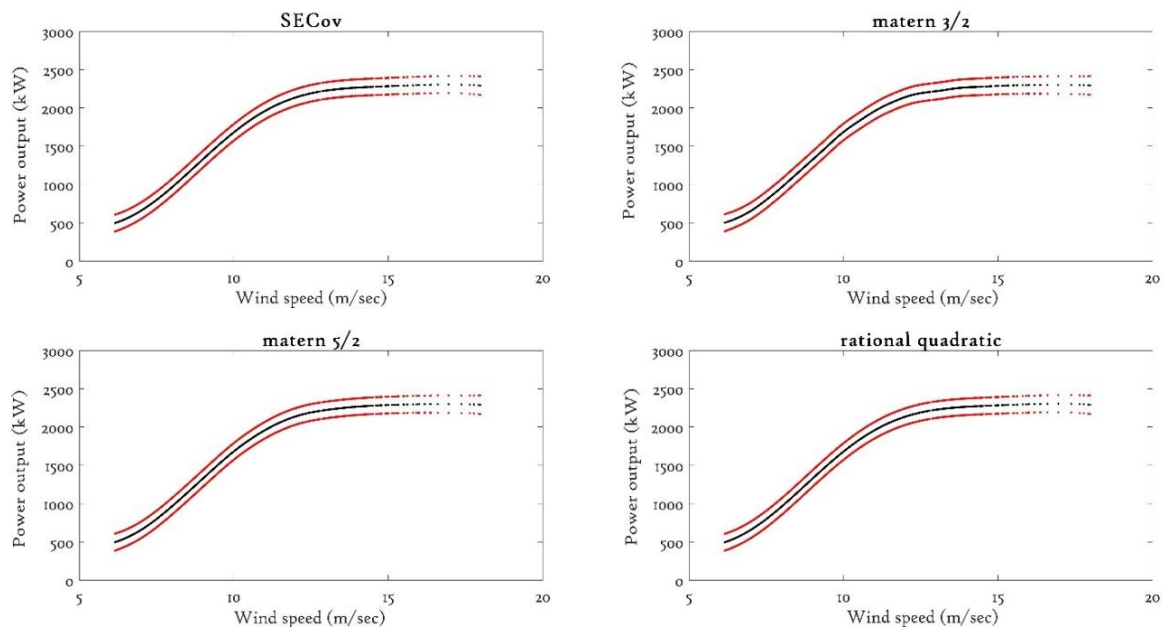 SECov
3000
2500
2000
1500
1000
500
0
Power output (kW)
5 10 15 20
Wind speed (m/sec)
matern 3/2
3000
2500
2000
1500
1000
500
0
Power output (kW)
5 10 15 20
Wind speed (m/sec)
matern 5/2
3000
2500
2000
1500
1000
500
0
Power output (kW)
5 10 15 20
Wind speed (m/sec)
rational quadratic
3000
2500
2000
1500
1000
500
0
Power output (kW)
5 10 15 20
Wind speed (m/sec)